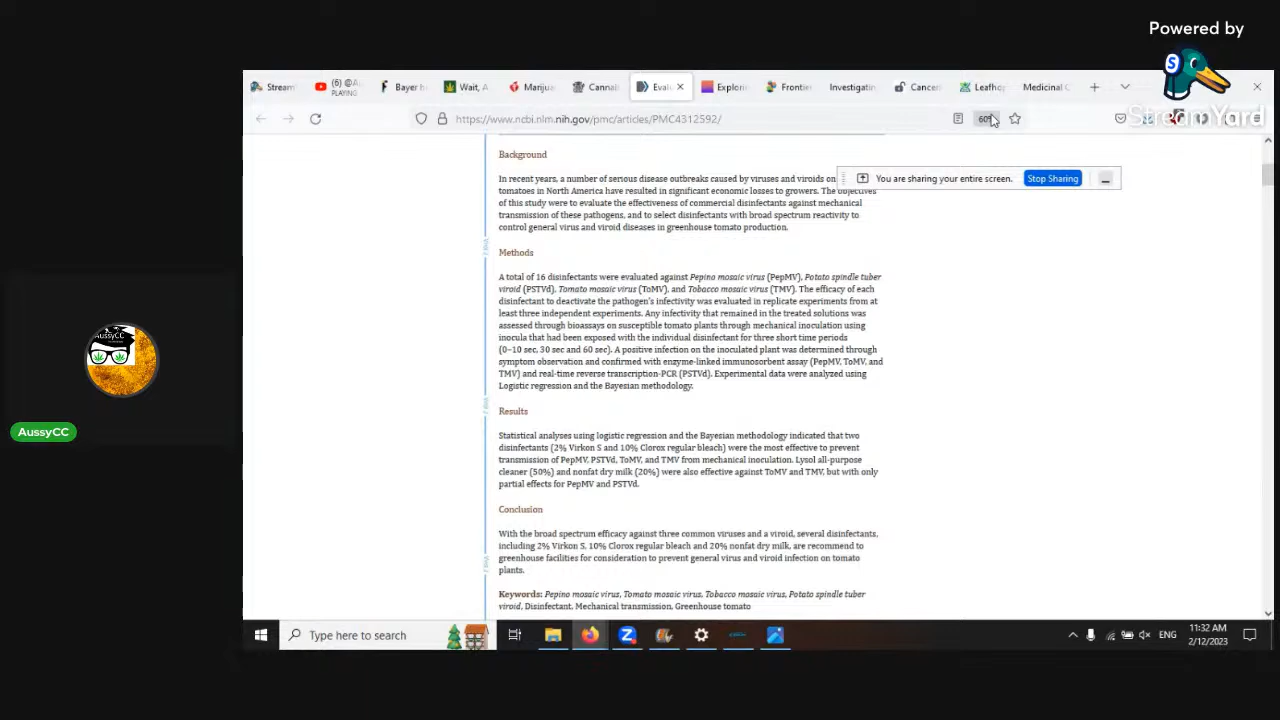 Powered by
StreamYard
Stream
(6) @A
PLAYING
Bayer h
Wait, A
Marijua
Cannab
Eval
Explori
Frontier
Investigatin
Cancer
Leafho
Medicinal C
https://www.ncbi.nlm.nih.gov/pmc/articles/PMC4312592/
60%
You are sharing your entire screen.
Stop Sharing
Background
In recent years, a number of serious disease outbreaks caused by viruses and viroids on
tomatoes in North America have resulted in significant economic losses to growers. The objectives
of this study were to evaluate the effectiveness of commercial disinfectants against mechanical
transmission of these pathogens, and to select disinfectants with broad spectrum reactivity to
control general virus and viroid diseases in greenhouse tomato production.
Methods
A total of 16 disinfectants were evaluated against Pepino mosaic virus (PepMV), Potato spindle tuber
viroid (PSTVd), Tomato mosaic virus (ToMV), and Tobacco mosaic virus (TMV). The efficacy of each
disinfectant to deactivate the pathogen's infectivity was evaluated in replicate experiments from at
least three independent experiments. Any infectivity that remained in the treated solutions was
assessed through bioassays on susceptible tomato plants through mechanical inoculation using
inocula that had been exposed with the individual disinfectant for three short time periods
(0–10 sec, 30 sec and 60 sec). A positive infection on the inoculated plant was determined through
symptom observation and confirmed with enzyme-linked immunosorbent assay (PepMV, ToMV, and
TMV) and real-time reverse transcription-PCR (PSTVd). Experimental data were analyzed using
Logistic regression and the Bayesian methodology.
Results
Statistical analyses using logistic regression and the Bayesian methodology indicated that two
disinfectants (2% Virkon S and 10% Clorox regular bleach) were the most effective to prevent
transmission of PepMV, PSTVd, ToMV, and TMV from mechanical inoculation. Lysol all-purpose
cleaner (50%) and nonfat dry milk (20%) were also effective against ToMV and TMV, but with only
partial effects for PepMV and PSTVd.
Conclusion
With the broad spectrum efficacy against three common viruses and a viroid, several disinfectants,
including 2% Virkon S, 10% Clorox regular bleach and 20% nonfat dry milk, are recommend to
greenhouse facilities for consideration to prevent general virus and viroid infection on tomato
plants.
Keywords: Pepino mosaic virus, Tomato mosaic virus, Tobacco mosaic virus, Potato spindle tuber
viroid, Disinfectant, Mechanical transmission, Greenhouse tomato
AussyCC
AussyCC
Type here to search
ENG
11:32 AM
2/12/2023